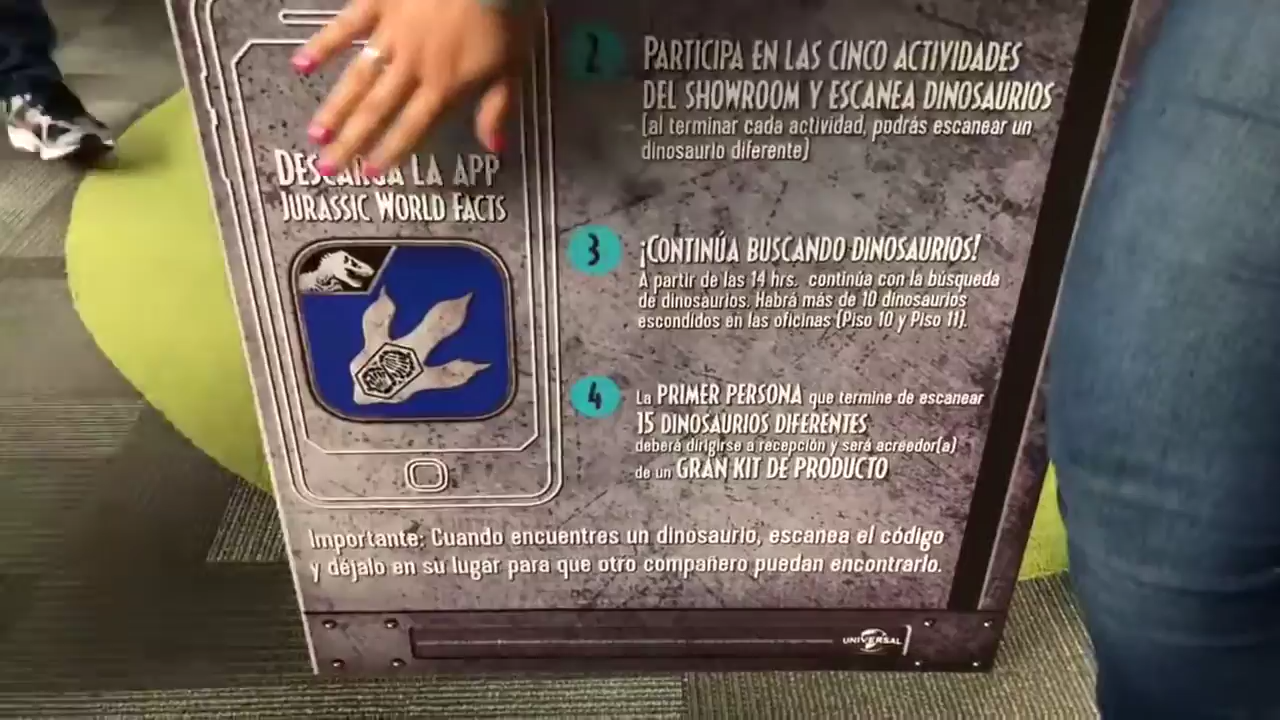 DESCARGA LA APP
JURASSIC WORLD FACTS
2
PARTICIPA EN LAS CINCO ACTIVIDADES
DEL SHOWROOM Y ESCANEA DINOSAURIOS
(al terminar cada actividad, podrás escanear un
dinosaurio diferente)
3
¡CONTINÚA BUSCANDO DINOSAURIOS!
A partir de las 14 hrs. continúa con la búsqueda
de dinosaurios. Habrá más de 10 dinosaurios
escondidos en las oficinas (Piso 10 y Piso 11).
4
La PRIMER PERSONA que termine de escanear
15 DINOSAURIOS DIFERENTES
deberá dirigirse a recepción y será acreedor(a)
de un GRAN KIT DE PRODUCTO
Importante: Cuando encuentres un dinosaurio, escanea el código
y déjalo en su lugar para que otro compañero puedan encontrarlo.
UNIVERSAL